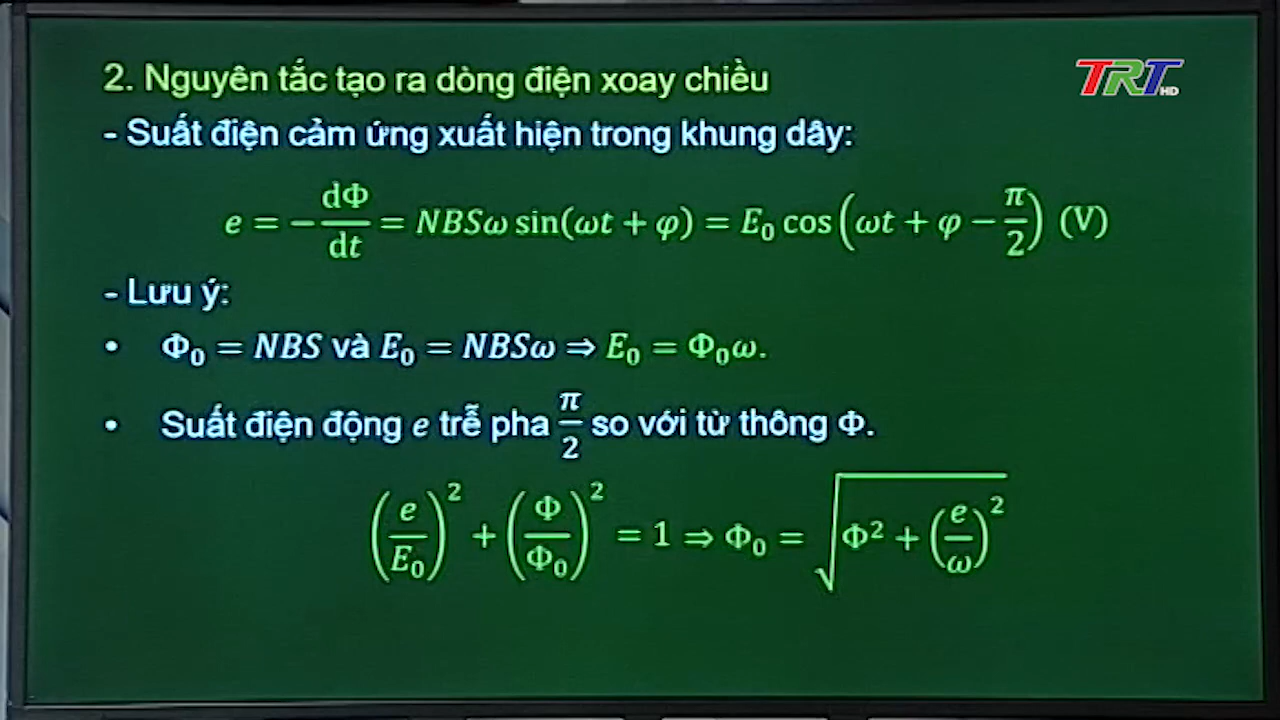 2. Nguyên tắc tạo ra dòng điện xoay chiều
TRT HD
- Suất điện cảm ứng xuất hiện trong khung dây:
e = −dΦ/dt = NBSω sin(ωt + φ) = E₀ cos(ωt + φ − π/2) (V)
- Lưu ý:
• Φ₀ = NBS và E₀ = NBSω ⇒ E₀ = Φ₀ω.
• Suất điện động e trễ pha π/2 so với từ thông Φ.
(e/E₀)² + (Φ/Φ₀)² = 1 ⇒ Φ₀ = √(Φ² + (e/ω)²)